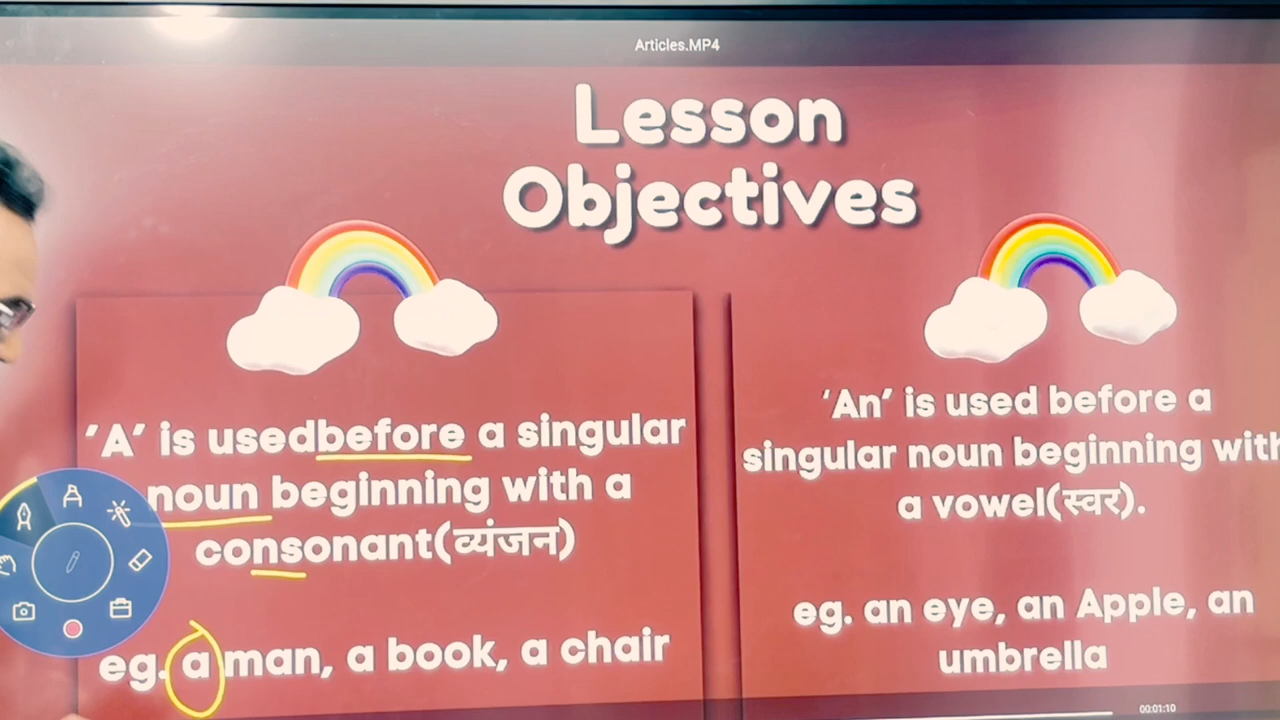 Articles.MP4
Lesson
Objectives
'A' is usedbefore a singular
noun beginning with a
consonant(व्यंजन)
eg. a man, a book, a chair
'An' is used before a
singular noun beginning with
a vowel(स्वर).
eg. an eye, an Apple, an
umbrella
00:01:10